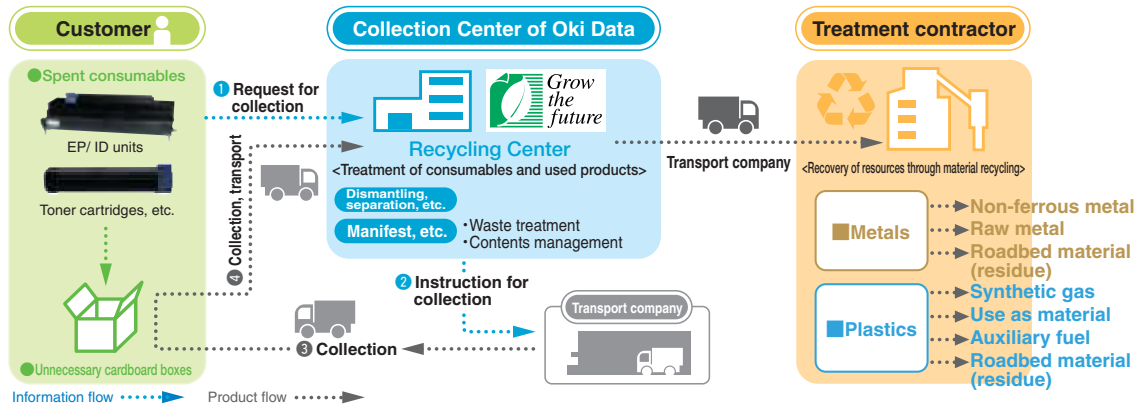 Customer
Collection Center of Oki Data
Treatment contractor
●Spent consumables
EP/ ID units
Toner cartridges, etc.
●Unnecessary cardboard boxes
❶ Request for
collection
Grow
the
future
Recycling Center
<Treatment of consumables and used products>
Dismantling,
separation, etc.
Manifest, etc.
・Waste treatment
・Contents management
Transport company
❹ Collection, transport
❷ Instruction for
collection
Transport company
❸ Collection
<Recovery of resources through material recycling>
■Metals
Non-ferrous metal
Raw metal
Roadbed material
(residue)
■Plastics
Synthetic gas
Use as material
Auxiliary fuel
Roadbed material
(residue)
Information flow
Product flow